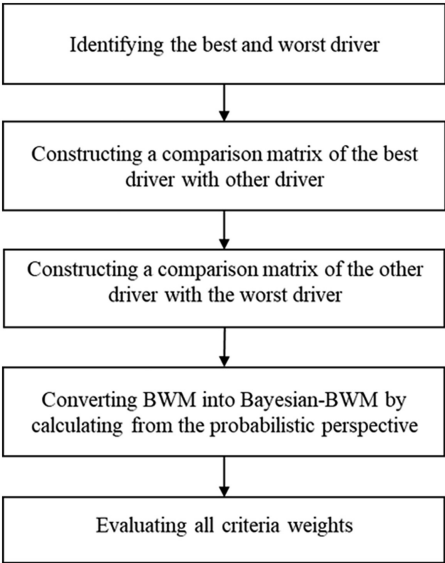 Identifying the best and worst driver
Constructing a comparison matrix of the best
driver with other driver
Constructing a comparison matrix of the other
driver with the worst driver
Converting BWM into Bayesian-BWM by
calculating from the probabilistic perspective
Evaluating all criteria weights